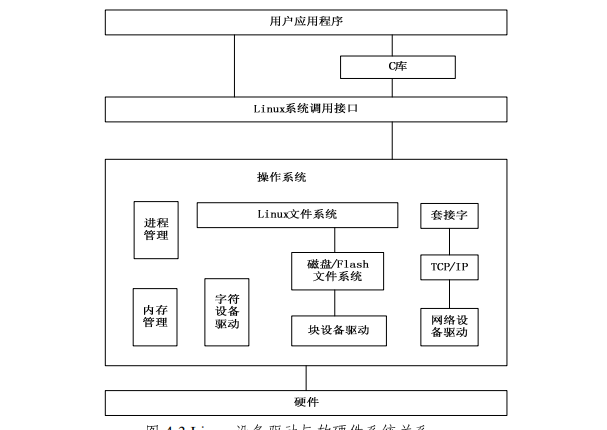 用户应用程序
C库
Linux系统调用接口
操作系统
进程
管理
Linux文件系统
套接字
磁盘/Flash
文件系统
TCP/IP
内存
管理
字符
设备
驱动
块设备驱动
网络设
备驱动
硬件